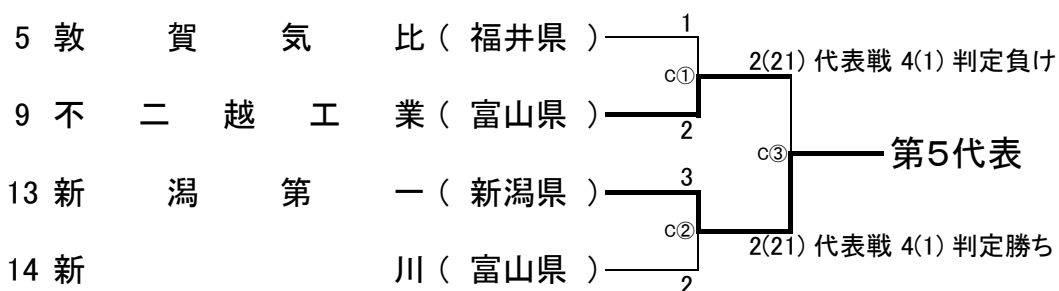 5 敦賀気比 ( 福井県 ) 1
C① 2(21) 代表戦 4(1) 判定負け
9 不二越工業 ( 富山県 ) 2
C③ 第5代表
13 新潟第一 ( 新潟県 ) 3
C② 2(21) 代表戦 4(1) 判定勝ち
14 新川 ( 富山県 ) 2